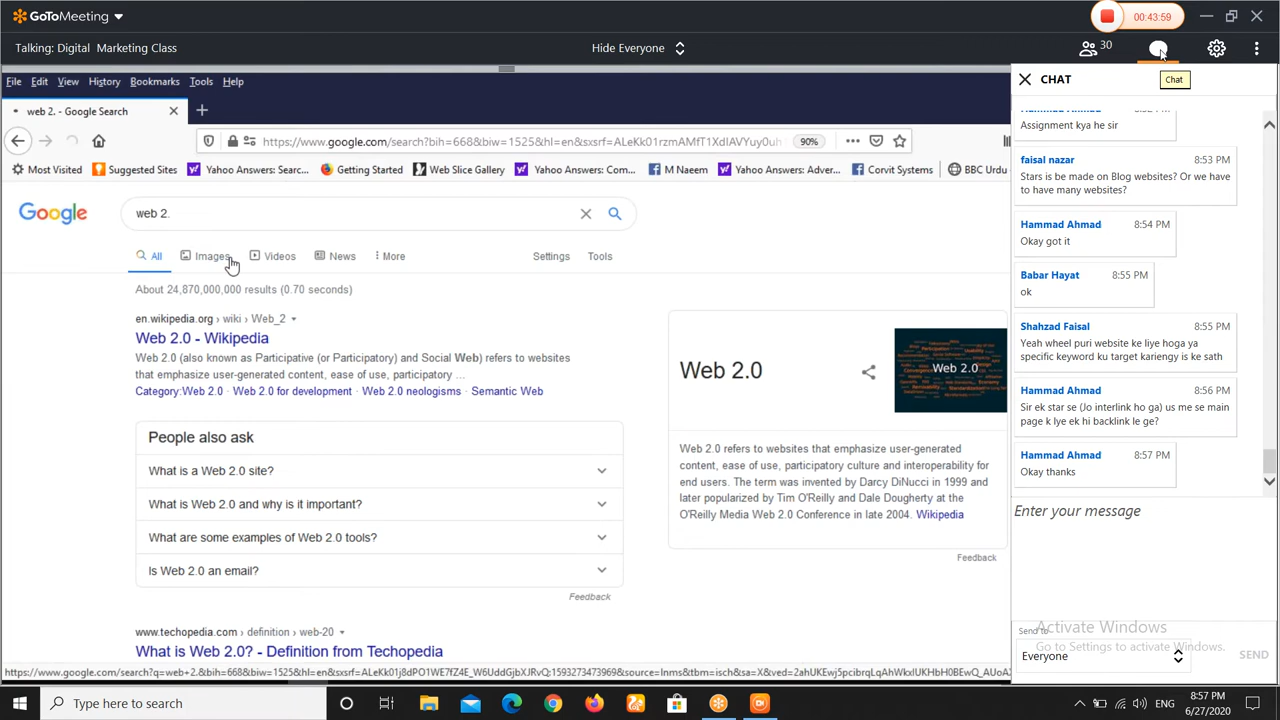 GoToMeeting
00:43:59
Talking: Digital Marketing Class
Hide Everyone
30
File Edit View History Bookmarks Tools Help
web 2. - Google Search
https://www.google.com/search?bih=668&biw=1525&hl=en&sxsrf=ALeKk01rzmAMfT1XdIAVYuy0uh
90%
Most Visited Suggested Sites Yahoo Answers: Searc... Getting Started Web Slice Gallery Yahoo Answers: Com... M Naeem Yahoo Answers: Adver... Corvit Systems BBC Urdu
Google
web 2.
All Images Videos News More Settings Tools
About 24,870,000,000 results (0.70 seconds)
en.wikipedia.org › wiki › Web_2
Web 2.0 - Wikipedia
Web 2.0 (also known as Participative (or Participatory) and Social Web) refers to websites
that emphasize user-generated content, ease of use, participatory ...
Category:Web 2.0 · Web 2.0 for development · Web 2.0 neologisms · Semantic Web
People also ask
What is a Web 2.0 site?
What is Web 2.0 and why is it important?
What are some examples of Web 2.0 tools?
Is Web 2.0 an email?
Feedback
www.techopedia.com › definition › web-20
What is Web 2.0? - Definition from Techopedia
Web 2.0
Web 2.0
Web 2.0 refers to websites that emphasize user-generated
content, ease of use, participatory culture and interoperability for
end users. The term was invented by Darcy DiNucci in 1999 and
later popularized by Tim O'Reilly and Dale Dougherty at the
O'Reilly Media Web 2.0 Conference in late 2004. Wikipedia
Feedback
CHAT
Chat
Hammad Ahmad 8:52 PM
Assignment kya he sir
faisal nazar 8:53 PM
Stars is be made on Blog websites? Or we have
to have many websites?
Hammad Ahmad 8:54 PM
Okay got it
Babar Hayat 8:55 PM
ok
Shahzad Faisal 8:55 PM
Yeah wheel puri website ke liye hoga ya
specific keyword ku target kariengy is ke sath
Hammad Ahmad 8:56 PM
Sir ek star se (Jo interlink ho ga) us me se main
page k lye ek hi backlink le ge?
Hammad Ahmad 8:57 PM
Okay thanks
Enter your message
Activate Windows
Go to Settings to activate Windows.
Send to
Everyone
SEND
Type here to search
ENG
8:57 PM
6/27/2020